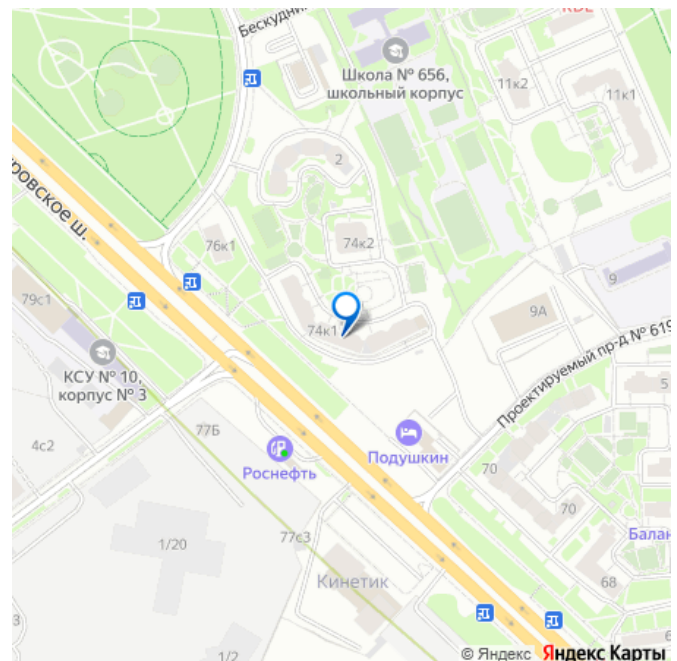 Бескудни
KDL
Школа № 656,
школьный корпус
11к2
11к1
2
ровское ш.
76к1
74к2
79с1
74к1
9
9А
Проектируемый пр-д № 619
КСУ № 10,
корпус № 3
5
4с2
77Б
Подушкин
Роснефть
70
70
1/20
77с3
Балан
Кинетик
68
3
6
1/2
© Яндекс Яндекс Карты